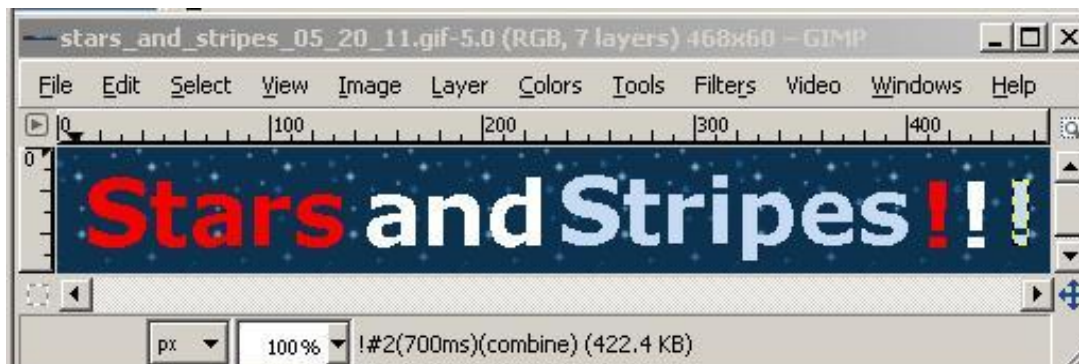 stars_and_stripes_05_20_11.gif-5.0 (RGB, 7 layers) 468x60 – GIMP
File Edit Select View Image Layer Colors Tools Filters Video Windows Help
0 100 200 300 400
0
Stars and Stripes ! ! !
px 100% !#2(700ms)(combine) (422.4 KB)